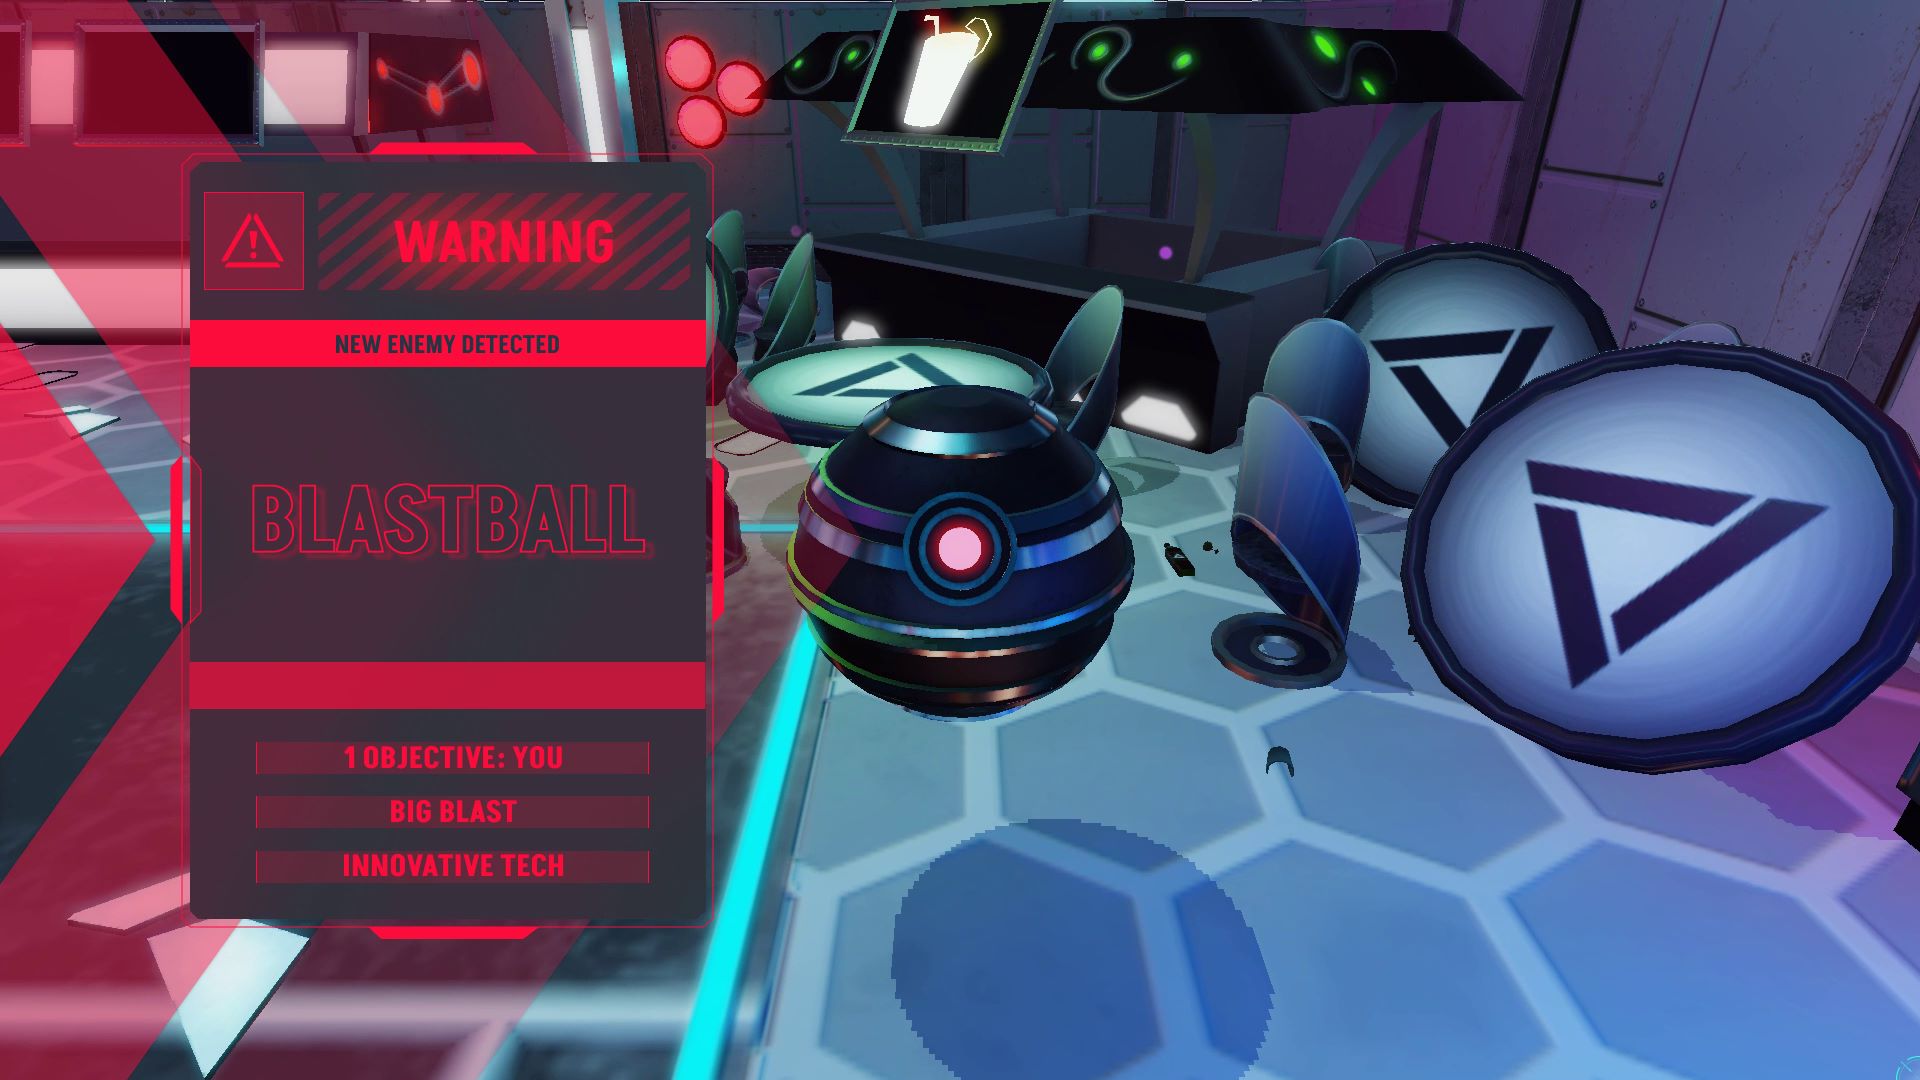 WARNING
NEW ENEMY DETECTED
BLASTBALL
1 OBJECTIVE: YOU
BIG BLAST
INNOVATIVE TECH